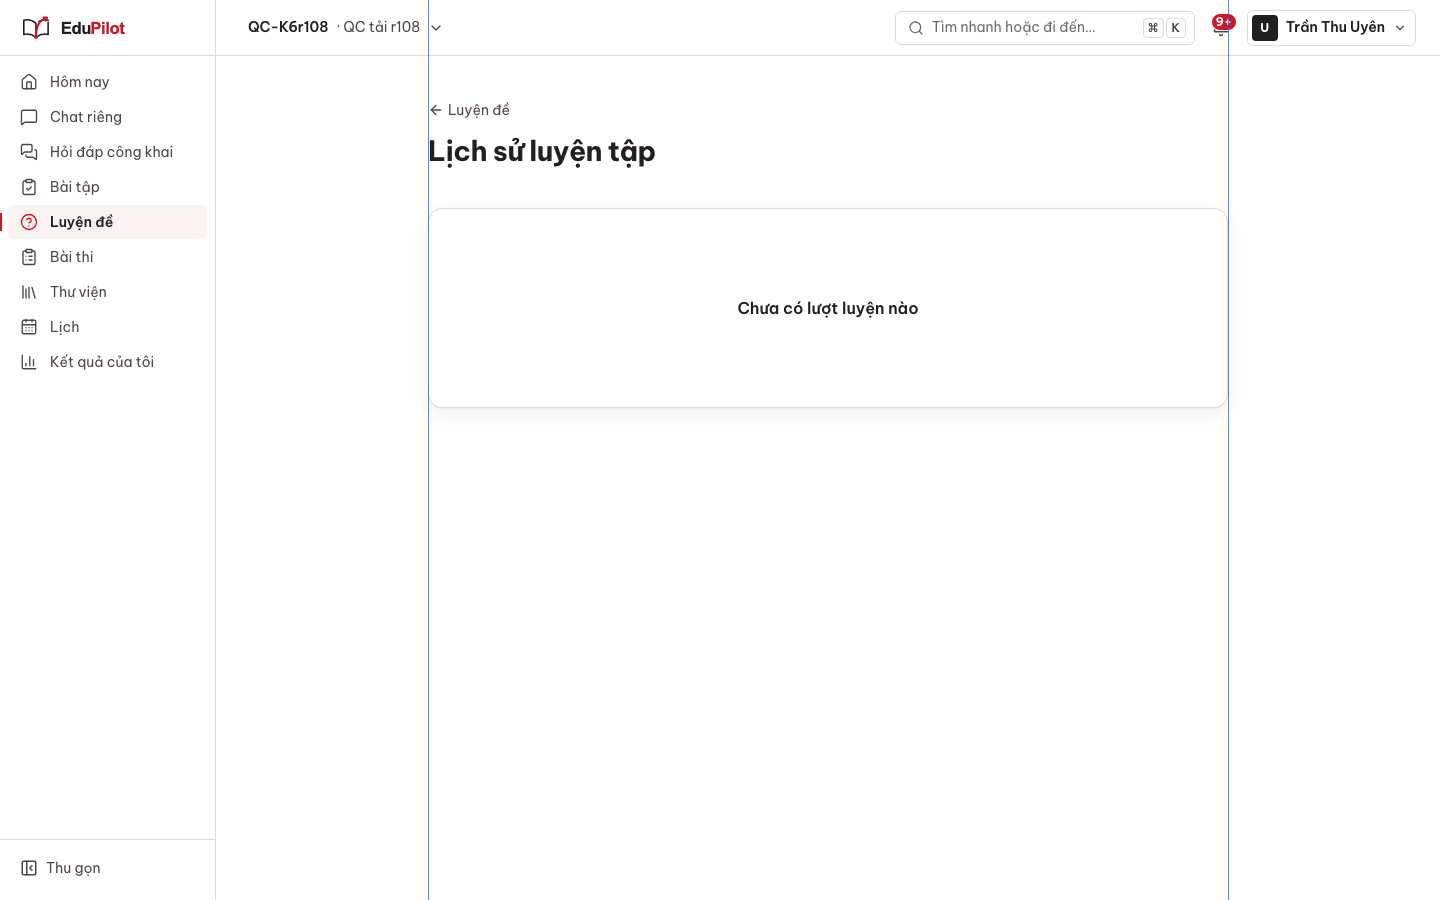 EduPilot
QC-K6r108 · QC tải r108
Tìm nhanh hoặc đi đến... ⌘ K
9+
U Trần Thu Uyên
Hôm nay
Chat riêng
Hỏi đáp công khai
Bài tập
Luyện đề
Bài thi
Thư viện
Lịch
Kết quả của tôi
Thu gọn
Luyện đề
Lịch sử luyện tập
Chưa có lượt luyện nào